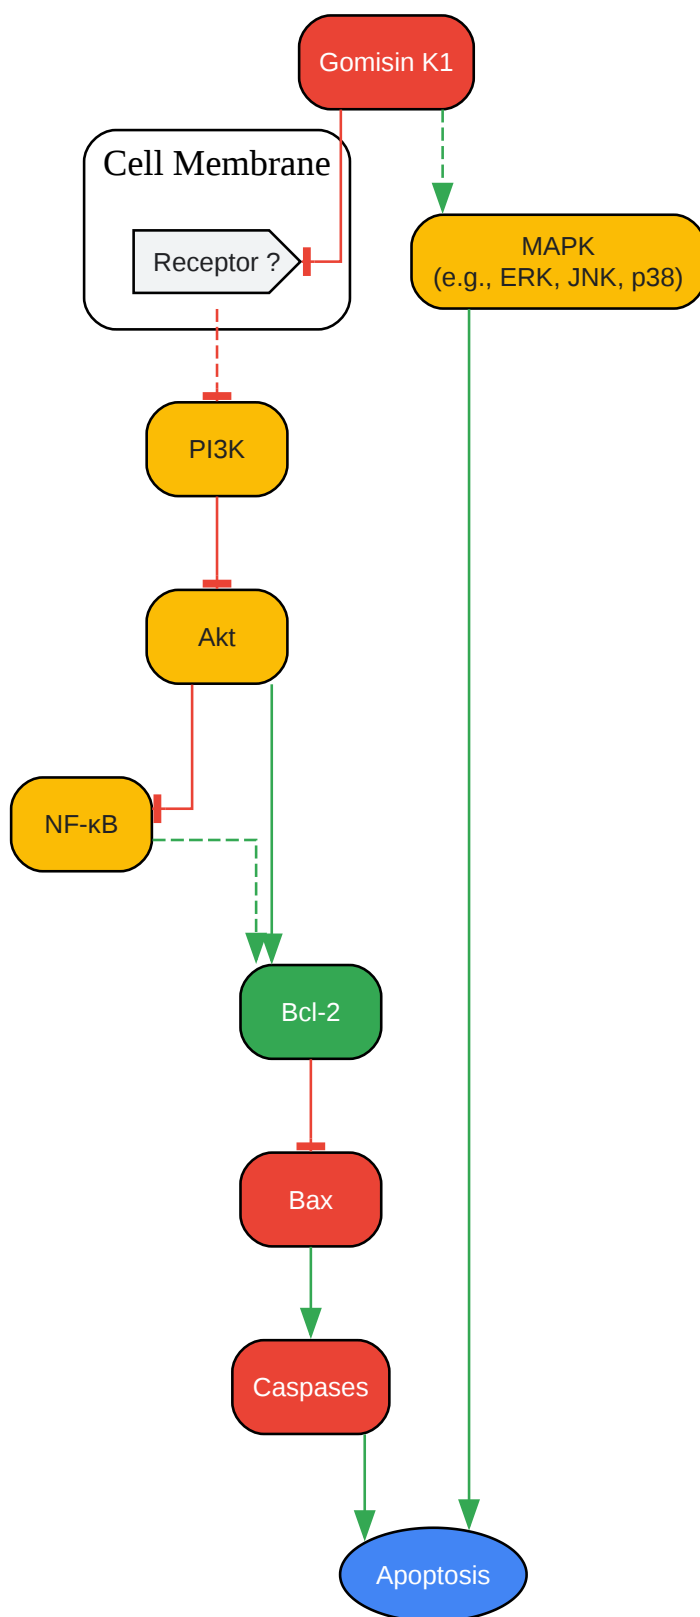 Gomisin K1
Cell Membrane
Receptor ?
MAPK
(e.g., ERK, JNK, p38)
PI3K
Akt
NF-κB
Bcl-2
Bax
Caspases
Apoptosis